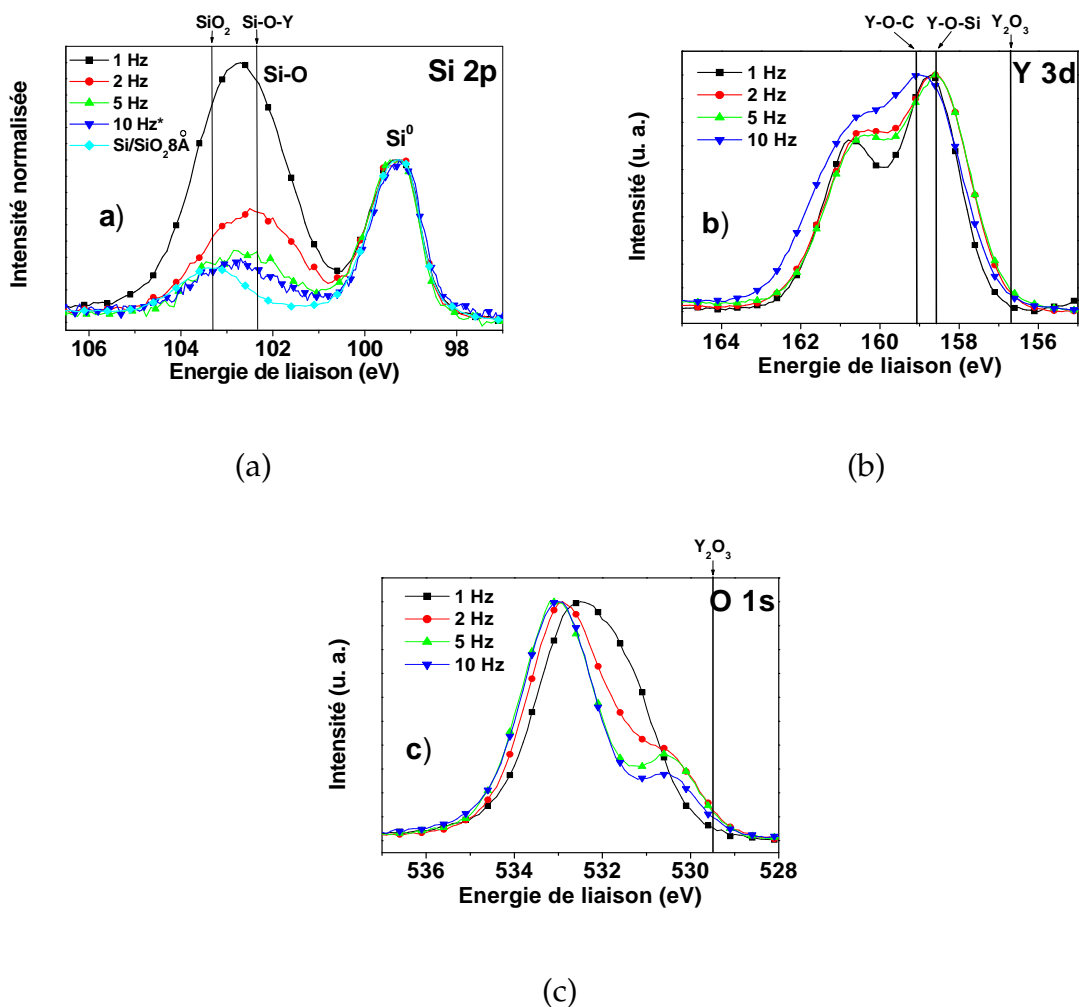 SiO₂ Si-O-Y
1 Hz
2 Hz
5 Hz
10 Hz*
Si/SiO₂8Å
Si-O
Si⁰
Si 2p
a)
Intensité normalisée
106 104 102 100 98
Energie de liaison (eV)
(a)
Y-O-C Y-O-Si Y₂O₃
1 Hz
2 Hz
5 Hz
10 Hz
Y 3d
b)
Intensité (u. a.)
164 162 160 158 156
Energie de liaison (eV)
(b)
Y₂O₃
1 Hz
2 Hz
5 Hz
10 Hz
O 1s
c)
Intensité (u. a.)
536 534 532 530 528
Energie de liaison (eV)
(c)